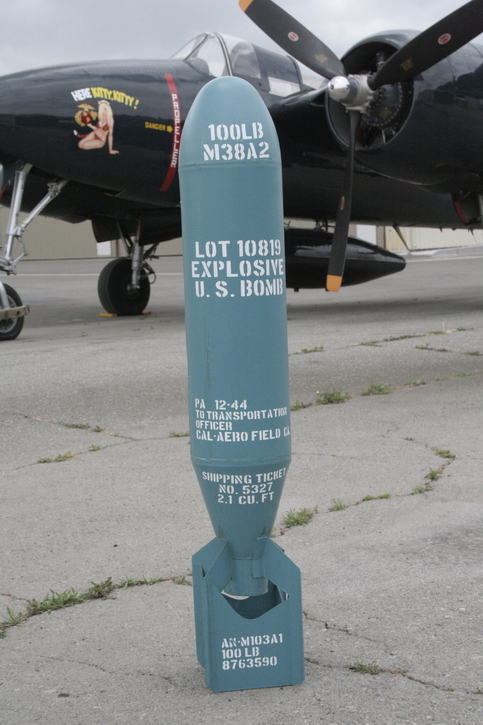 HERE KITTY, KITTY!
DANGER
PROPELLER
100LB
M38A2
LOT 10819
EXPLOSIVE
U. S. BOMB
PA 12-44
TO TRANSPORTATION
OFFICER
CAL-AERO FIELD CA.
SHIPPING TICKET
NO. 5327
2.1 CU. FT
AN-M103A1
100 LB
8763590